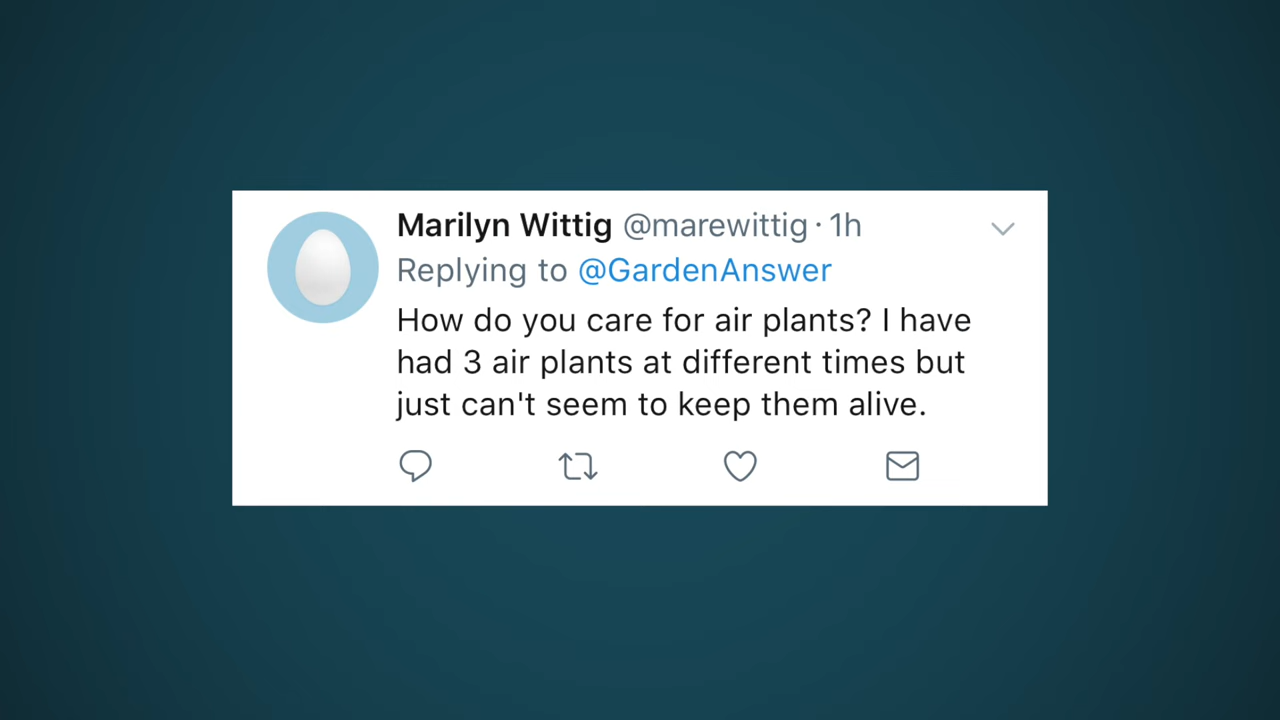 Marilyn Wittig @marewittig · 1h
Replying to @GardenAnswer
How do you care for air plants? I have
had 3 air plants at different times but
just can't seem to keep them alive.